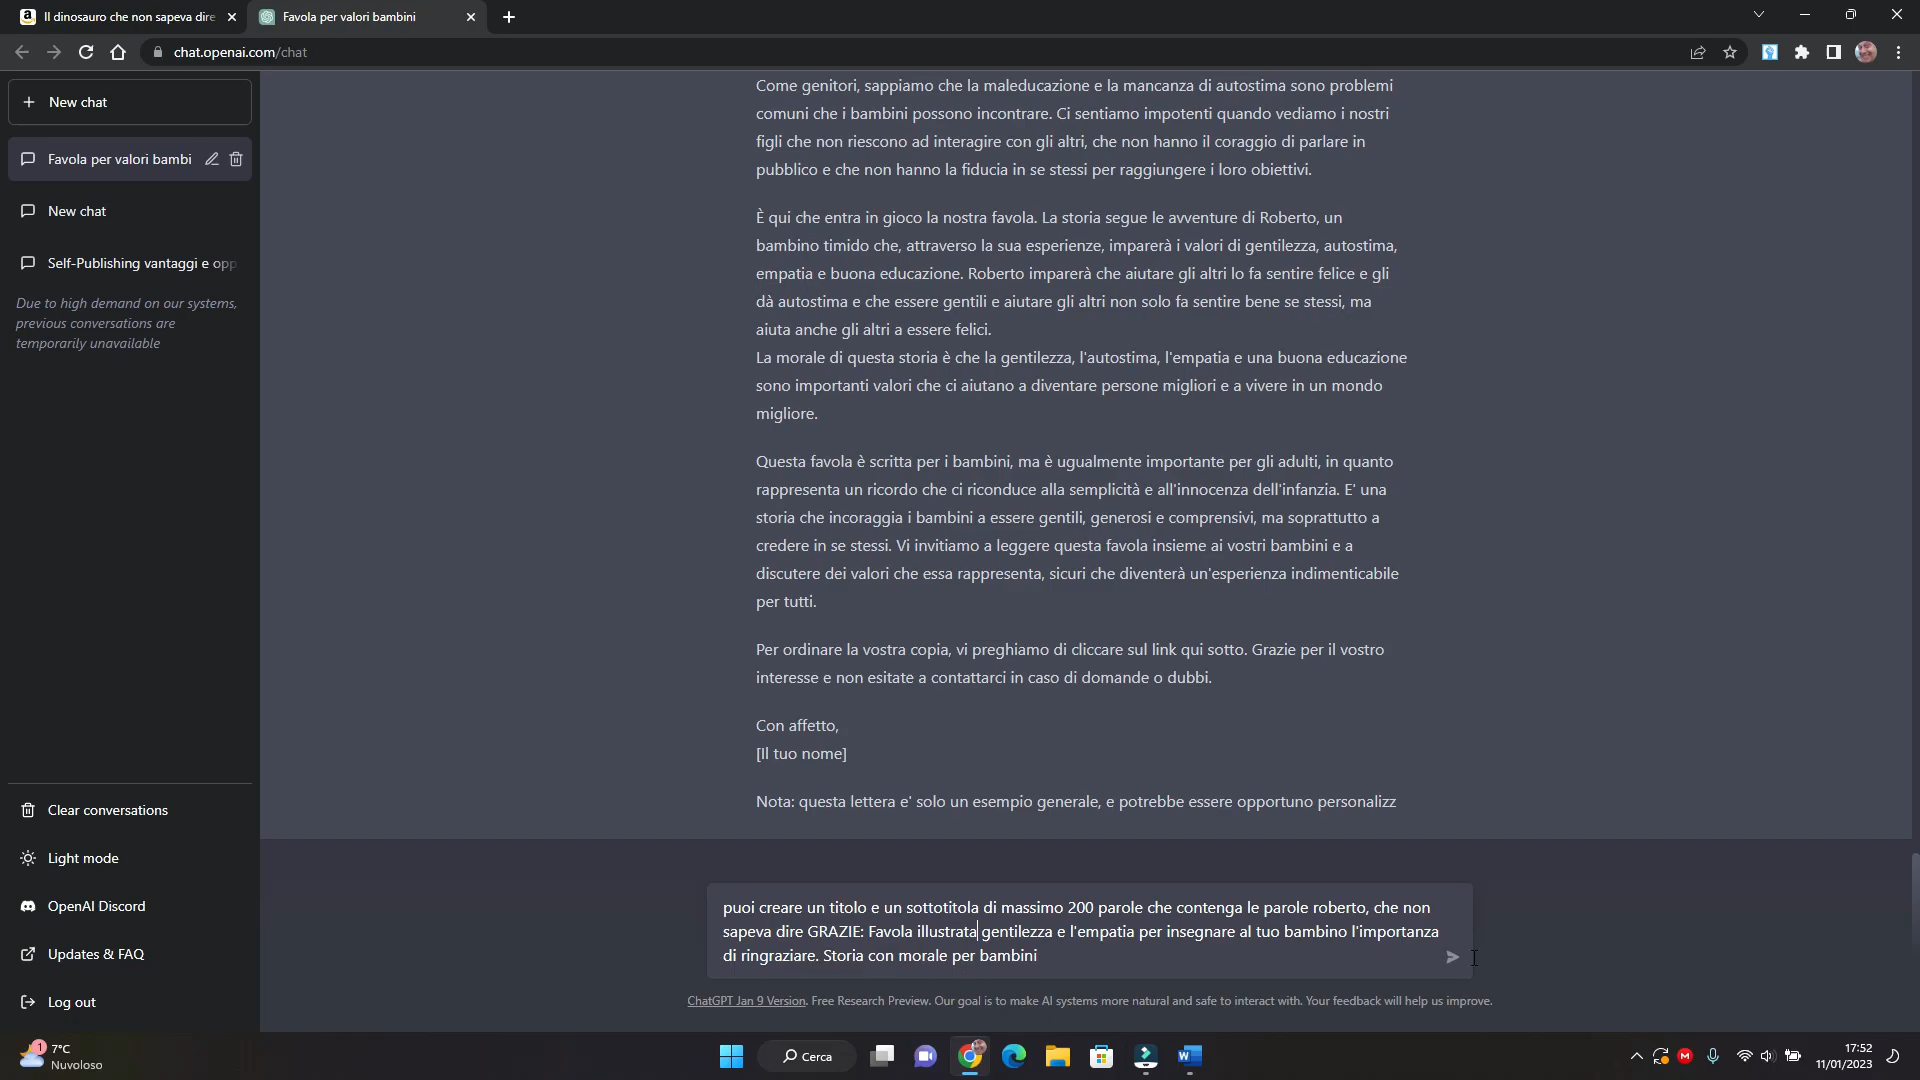 Il dinosauro che non sapeva dire
Favola per valori bambini
chat.openai.com/chat
New chat
Favola per valori bambi
New chat
Self-Publishing vantaggi e opp
Due to high demand on our systems,
previous conversations are
temporarily unavailable
Clear conversations
Light mode
OpenAI Discord
Updates & FAQ
Log out
Come genitori, sappiamo che la maleducazione e la mancanza di autostima sono problemi
comuni che i bambini possono incontrare. Ci sentiamo impotenti quando vediamo i nostri
figli che non riescono ad interagire con gli altri, che non hanno il coraggio di parlare in
pubblico e che non hanno la fiducia in se stessi per raggiungere i loro obiettivi.
È qui che entra in gioco la nostra favola. La storia segue le avventure di Roberto, un
bambino timido che, attraverso la sua esperienze, imparerà i valori di gentilezza, autostima,
empatia e buona educazione. Roberto imparerà che aiutare gli altri lo fa sentire felice e gli
dà autostima e che essere gentili e aiutare gli altri non solo fa sentire bene se stessi, ma
aiuta anche gli altri a essere felici.
La morale di questa storia è che la gentilezza, l'autostima, l'empatia e una buona educazione
sono importanti valori che ci aiutano a diventare persone migliori e a vivere in un mondo
migliore.
Questa favola è scritta per i bambini, ma è ugualmente importante per gli adulti, in quanto
rappresenta un ricordo che ci riconduce alla semplicità e all'innocenza dell'infanzia. E' una
storia che incoraggia i bambini a essere gentili, generosi e comprensivi, ma soprattutto a
credere in se stessi. Vi invitiamo a leggere questa favola insieme ai vostri bambini e a
discutere dei valori che essa rappresenta, sicuri che diventerà un'esperienza indimenticabile
per tutti.
Per ordinare la vostra copia, vi preghiamo di cliccare sul link qui sotto. Grazie per il vostro
interesse e non esitate a contattarci in caso di domande o dubbi.
Con affetto,
[Il tuo nome]
Nota: questa lettera e' solo un esempio generale, e potrebbe essere opportuno personalizz
puoi creare un titolo e un sottotitola di massimo 200 parole che contenga le parole roberto, che non
sapeva dire GRAZIE: Favola illustrata gentilezza e l'empatia per insegnare al tuo bambino l'importanza
di ringraziare. Storia con morale per bambini
ChatGPT Jan 9 Version. Free Research Preview. Our goal is to make AI systems more natural and safe to interact with. Your feedback will help us improve.
1
7°C
Nuvoloso
Cerca
17:52
11/01/2023